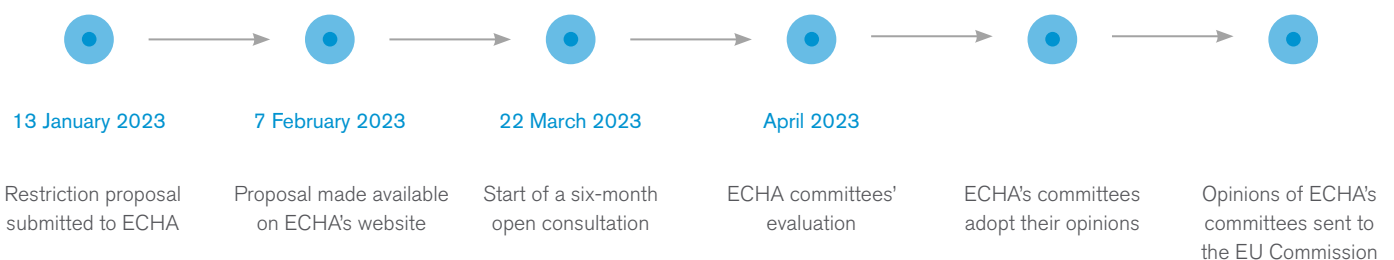 13 January 2023
Restriction proposal
submitted to ECHA
7 February 2023
Proposal made available
on ECHA's website
22 March 2023
Start of a six-month
open consultation
April 2023
ECHA committees'
evaluation
ECHA's committees
adopt their opinions
Opinions of ECHA's
committees sent to
the EU Commission